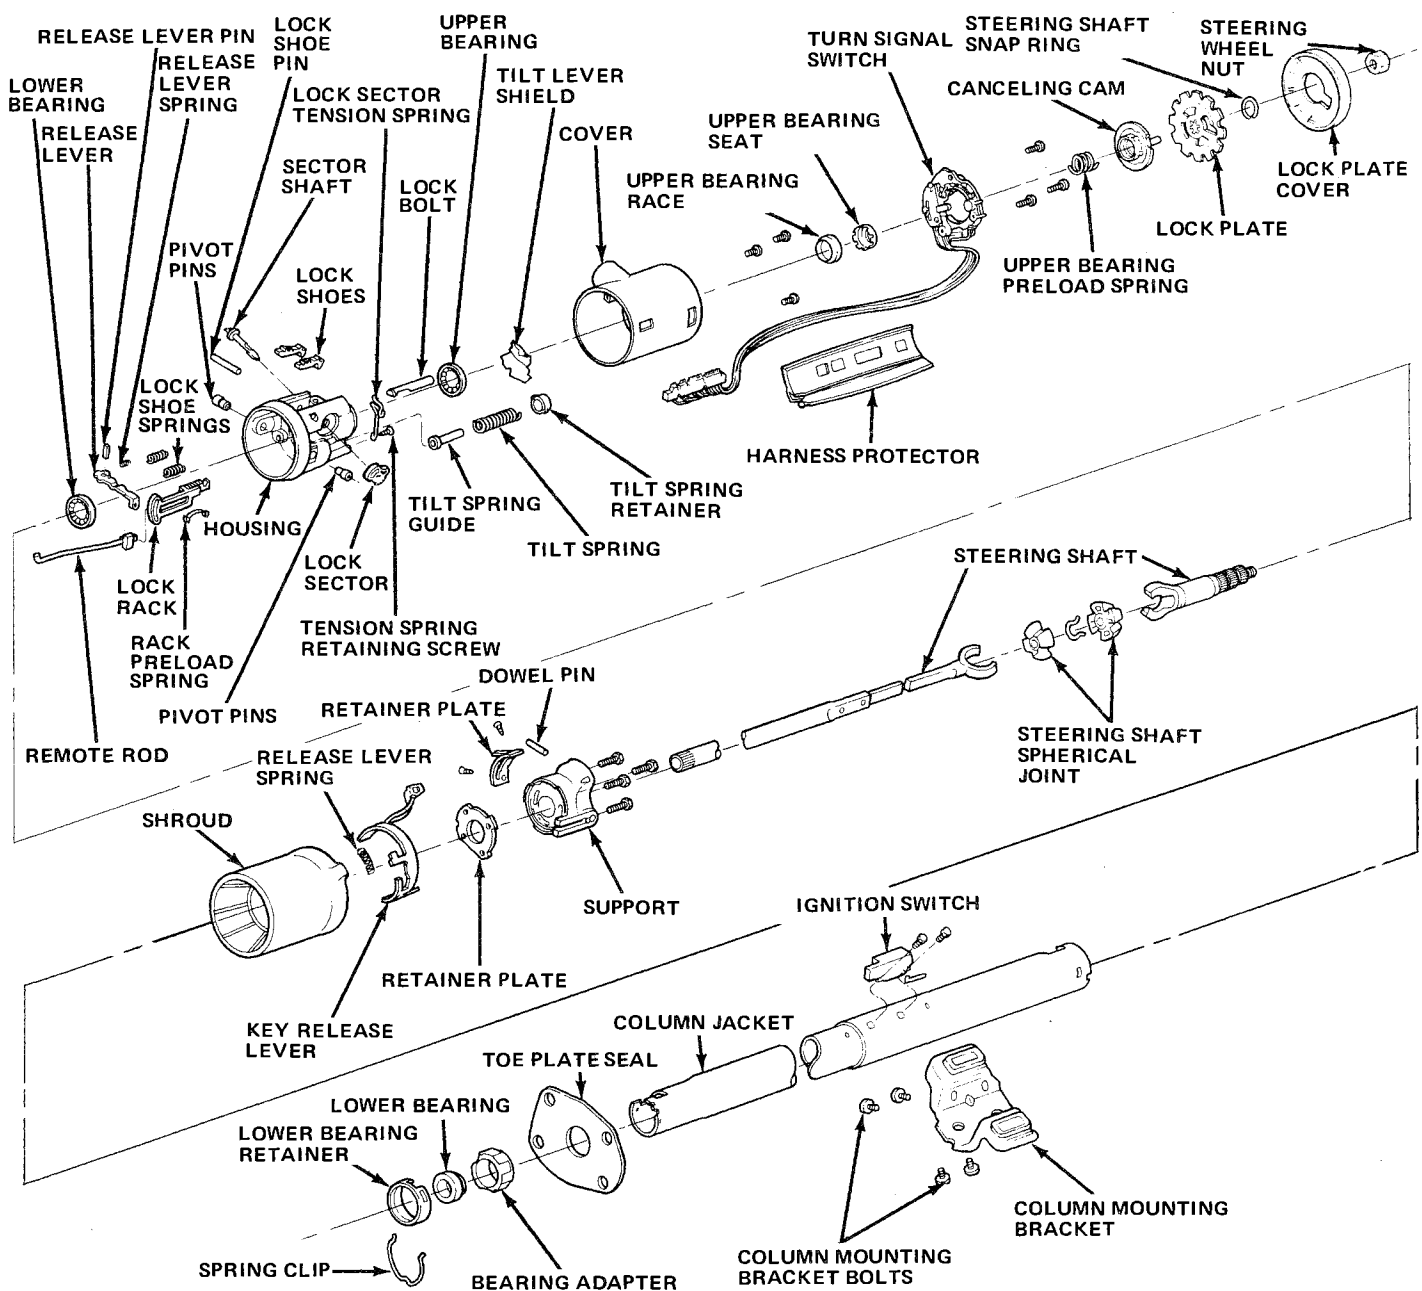 RELEASE LEVER PIN
LOCK
SHOE
PIN
UPPER
BEARING
STEERING SHAFT
SNAP RING
STEERING
WHEEL
NUT
TURN SIGNAL
SWITCH
RELEASE
LEVER
SPRING
LOWER
BEARING
TILT LEVER
SHIELD
LOCK SECTOR
TENSION SPRING
CANCELING CAM
RELEASE
LEVER
COVER
UPPER BEARING
SEAT
SECTOR
SHAFT
LOCK
BOLT
UPPER BEARING
RACE
LOCK PLATE
COVER
LOCK PLATE
PIVOT
PINS
LOCK
SHOES
UPPER BEARING
PRELOAD SPRING
LOCK
SHOE
SPRINGS
HARNESS PROTECTOR
TILT SPRING
RETAINER
TILT SPRING
GUIDE
HOUSING
TILT SPRING
LOCK
SECTOR
STEERING SHAFT
LOCK
RACK
TENSION SPRING
RETAINING SCREW
RACK
PRELOAD
SPRING
DOWEL PIN
PIVOT PINS
RETAINER PLATE
REMOTE ROD
RELEASE LEVER
SPRING
STEERING SHAFT
SPHERICAL
JOINT
SHROUD
SUPPORT
IGNITION SWITCH
RETAINER PLATE
KEY RELEASE
LEVER
COLUMN JACKET
TOE PLATE SEAL
LOWER BEARING
LOWER BEARING
RETAINER
COLUMN MOUNTING
BRACKET
SPRING CLIP
BEARING ADAPTER
COLUMN MOUNTING
BRACKET BOLTS